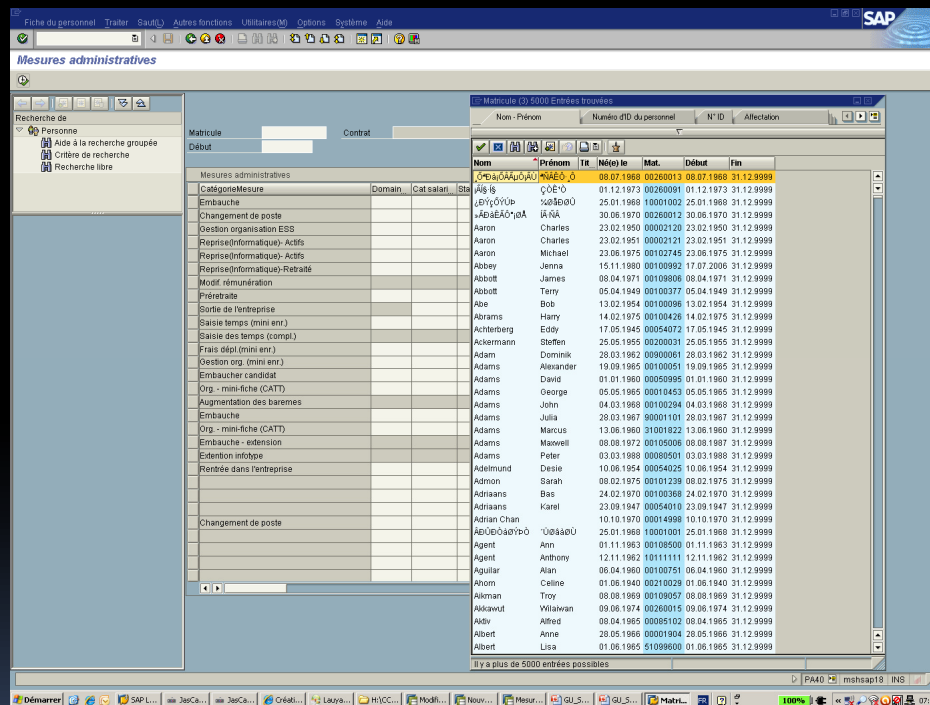 Fiche du personnel Traiter Saut(L) Autres fonctions Utilitaires(M) Options Système Aide
SAP
Mesures administratives
Recherche de
Personne
Aide à la recherche groupée
Critère de recherche
Recherche libre
Matricule Contrat
Début
Mesures administratives
CatégorieMesure Domain Cat salari Sta
Embauche
Changement de poste
Gestion organisation ESS
Reprise(Informatique)- Actifs
Reprise(Informatique)- Actifs
Reprise(Informatique)-Retraité
Modif. rémunération
Préretraite
Sortie de l'entreprise
Saisie temps (mini enr.)
Saisie des temps (compl.)
Frais dépl.(mini enr.)
Gestion org. (mini enr.)
Embaucher candidat
Org. - mini-fiche (CATT)
Augmentation des baremes
Embauche
Org. - mini-fiche (CATT)
Embauche - extension
Extention infotype
Rentrée dans l'entreprise
Changement de poste
Matricule (3) 5000 Entrées trouvées
Nom - Prénom Numéro d'ID du personnel N° ID Affectation
Nom Prénom Tit Né(e) le Mat. Début Fin
08.07.1968 00260013 08.07.1968 31.12.9999
01.12.1973 00260091 01.12.1973 31.12.9999
25.01.1968 10001002 25.01.1968 31.12.9999
30.06.1970 00260012 30.06.1970 31.12.9999
Aaron Charles 23.02.1950 00002120 23.02.1950 31.12.9999
Aaron Charles 23.02.1951 00002121 23.02.1951 31.12.9999
Aaron Michael 23.06.1975 00102745 23.06.1975 31.12.9999
Abbey Jenna 15.11.1980 00100992 17.07.2006 31.12.9999
Abbott James 08.04.1971 00109806 08.04.1971 31.12.9999
Abbott Terry 05.04.1949 00100377 05.04.1949 31.12.9999
Abe Bob 13.02.1954 00100096 13.02.1954 31.12.9999
Abrams Harry 14.02.1975 00100426 14.02.1975 31.12.9999
Achterberg Eddy 17.05.1945 00054072 17.05.1945 31.12.9999
Ackermann Steffen 25.05.1955 00200031 25.05.1955 31.12.9999
Adam Dominik 28.03.1962 00900061 28.03.1962 31.12.9999
Adams Alexander 19.09.1965 00100051 19.09.1965 31.12.9999
Adams David 01.01.1960 00050995 01.01.1960 31.12.9999
Adams George 05.05.1965 00010453 05.05.1965 31.12.9999
Adams John 04.03.1968 00100294 04.03.1968 31.12.9999
Adams Julia 28.03.1967 90001101 28.03.1967 31.12.9999
Adams Marcus 13.06.1960 31001822 13.06.1960 31.12.9999
Adams Maxwell 08.08.1972 00105006 08.08.1987 31.12.9999
Adams Peter 03.03.1988 00080501 03.03.1988 31.12.9999
Adelmund Desie 10.06.1954 00054025 10.06.1954 31.12.9999
Admon Sarah 08.02.1975 00101239 08.02.1975 31.12.9999
Adriaans Bas 24.02.1970 00100368 24.02.1970 31.12.9999
Adriaans Karel 23.09.1947 00054010 23.09.1947 31.12.9999
Adrian Chan 10.10.1970 00014998 10.10.1970 31.12.9999
25.01.1968 10001001 25.01.1968 31.12.9999
Agent Ann 01.11.1963 00108500 01.11.1963 31.12.9999
Agent Anthony 12.11.1962 10111111 12.11.1962 31.12.9999
Aguilar Alan 06.04.1960 00100751 06.04.1960 31.12.9999
Ahorn Celine 01.06.1940 00210029 01.06.1940 31.12.9999
Aikman Troy 08.08.1969 00109057 08.08.1969 31.12.9999
Akkawut Wilaiwan 09.06.1974 00260015 09.06.1974 31.12.9999
Aktiv Alfred 08.04.1965 00085102 08.04.1965 31.12.9999
Albert Anne 28.05.1966 00001904 28.05.1966 31.12.9999
Albert Lisa 01.06.1965 51099600 01.06.1965 31.12.9999
Il y a plus de 5000 entrées possibles
PA40 mshsap18 INS
Démarrer SAP L... JasCa... JasCa... Créati... Lauya... H:\CC... Modifi... Nouv... Mesur... GU_S... GU_S... Matri... FR 100% 07: